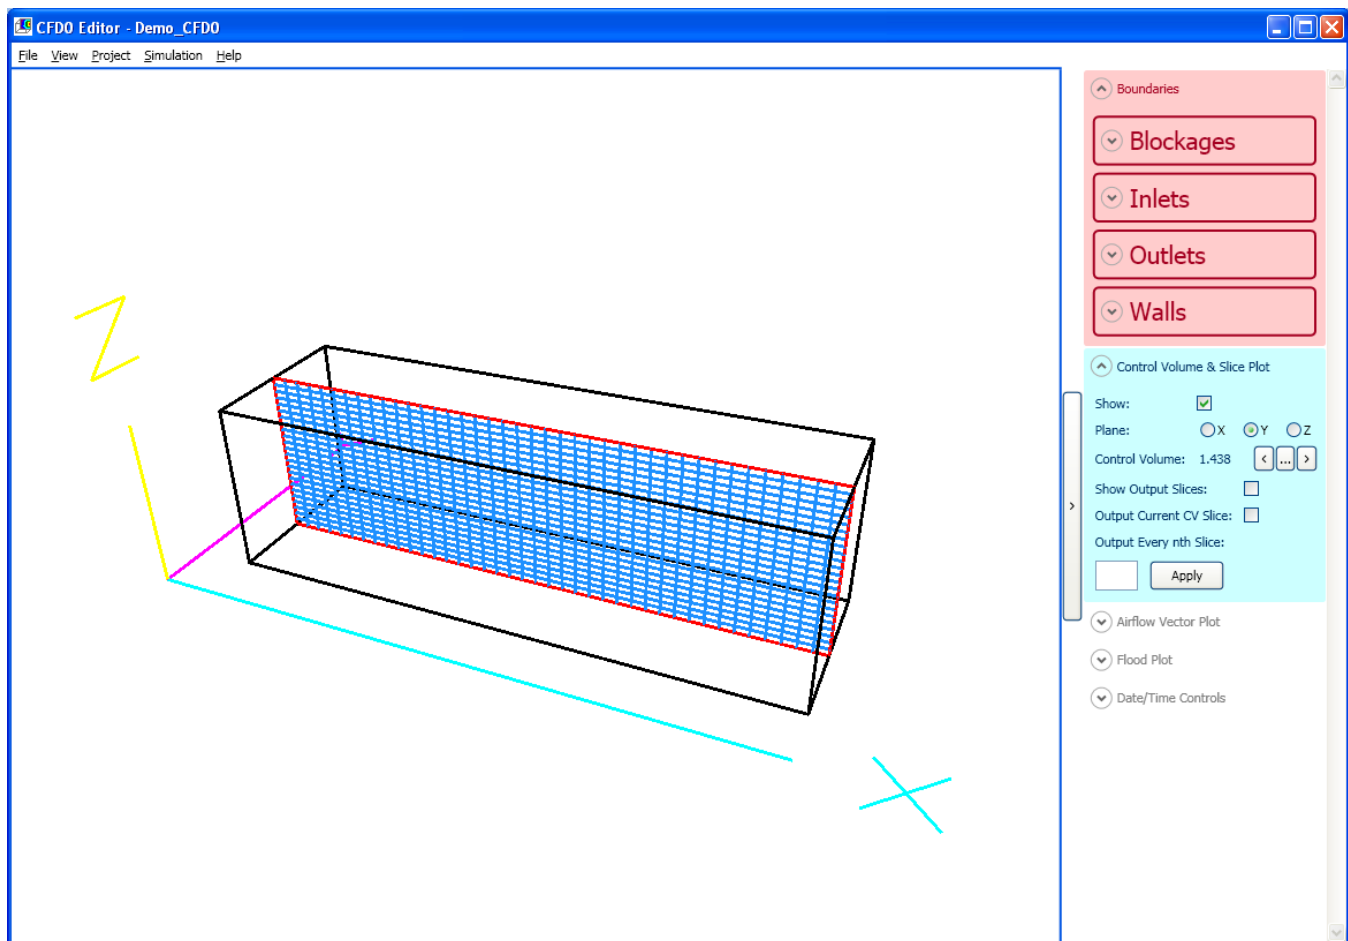 CFD0 Editor - Demo_CFD0
File View Project Simulation Help
Boundaries
Blockages
Inlets
Outlets
Walls
Control Volume & Slice Plot
Show:
Plane: X Y Z
Control Volume: 1.438 < ... >
Show Output Slices:
Output Current CV Slice:
Output Every nth Slice:
Apply
Airflow Vector Plot
Flood Plot
Date/Time Controls
Z
X